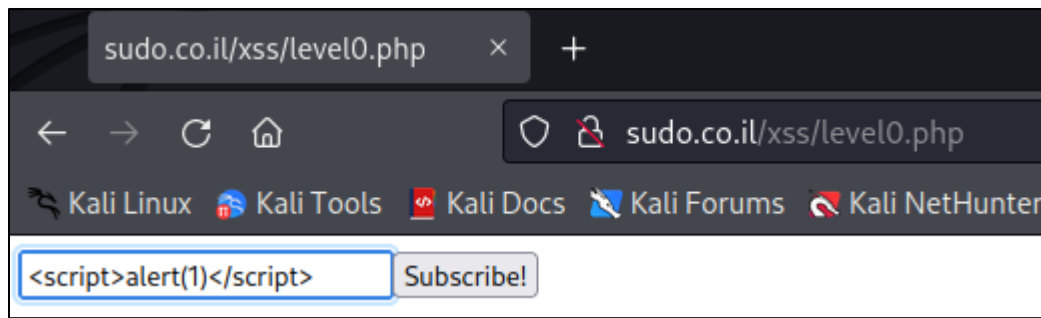 sudo.co.il/xss/level0.php × +
sudo.co.il/xss/level0.php
Kali Linux Kali Tools Kali Docs Kali Forums Kali NetHunter
<script>alert(1)</script> Subscribe!